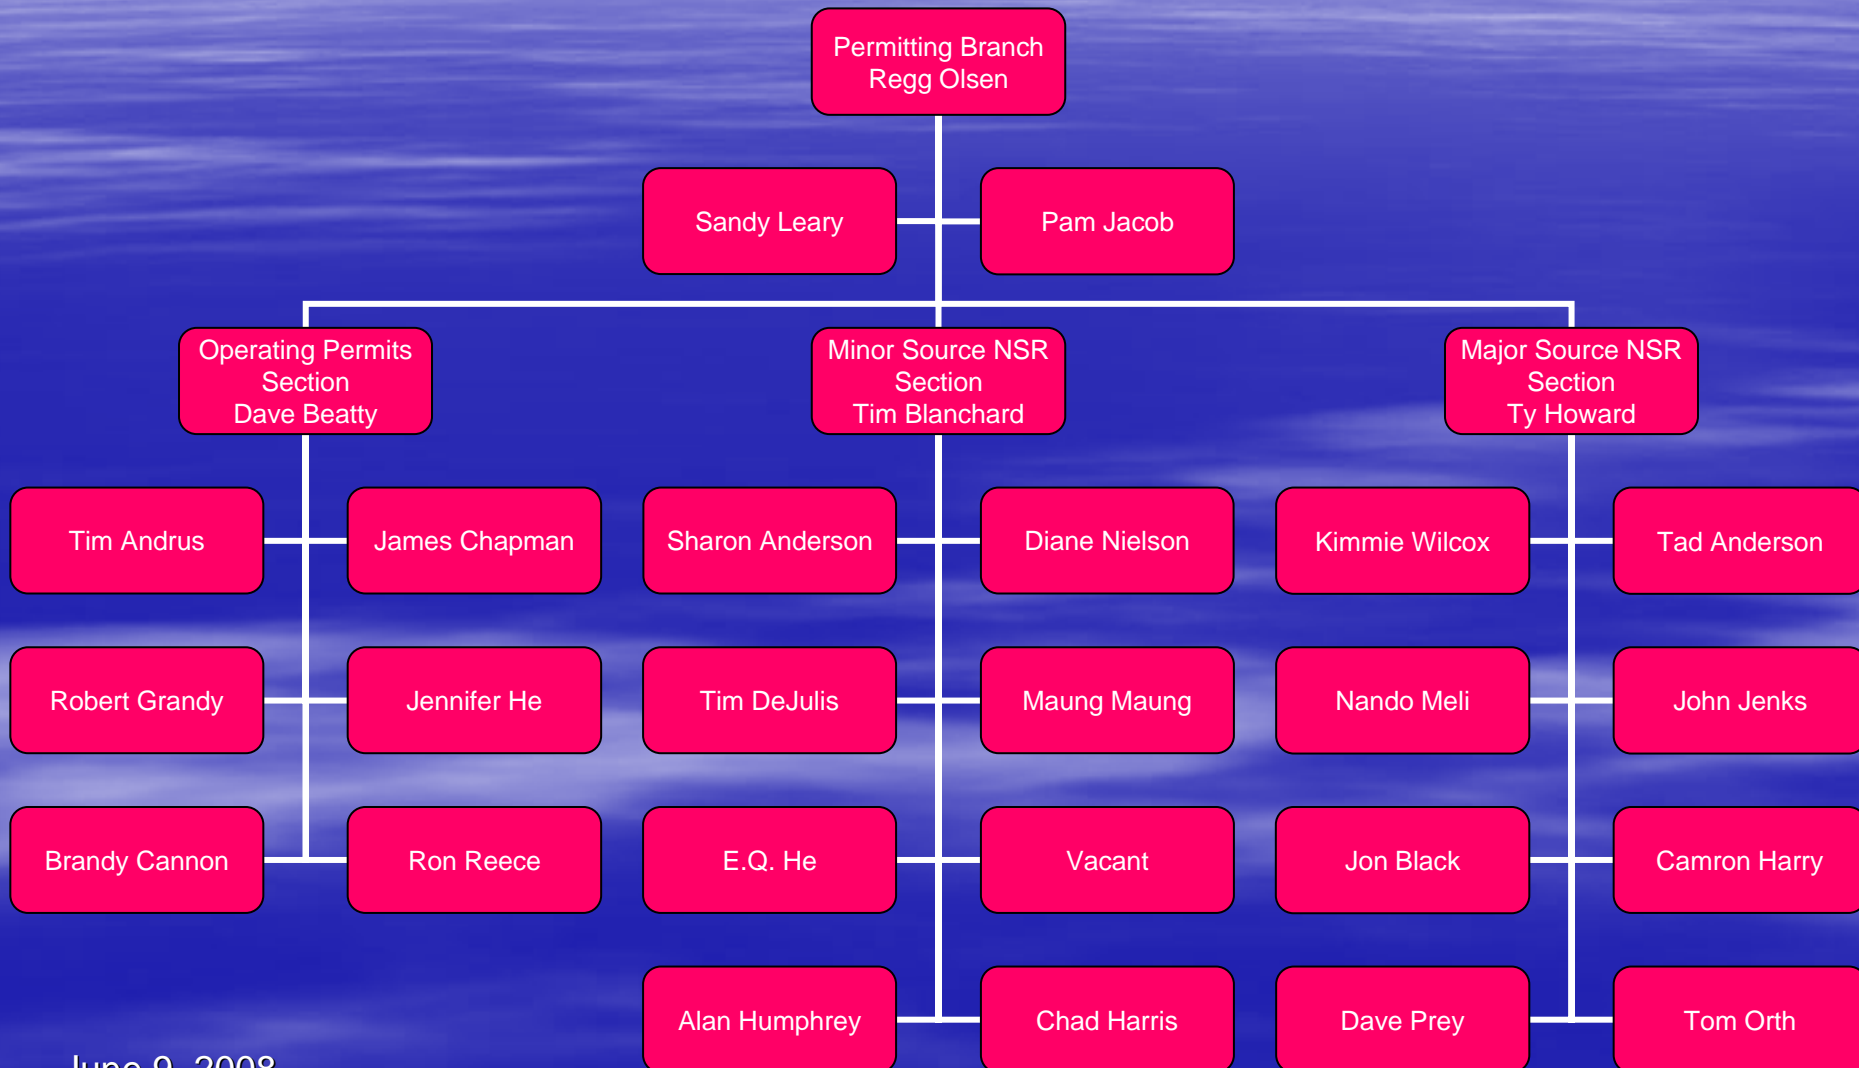 Permitting Branch
Regg Olsen
Sandy Leary
Pam Jacob
Operating Permits
Section
Dave Beatty
Minor Source NSR
Section
Tim Blanchard
Major Source NSR
Section
Ty Howard
Tim Andrus
James Chapman
Sharon Anderson
Diane Nielson
Kimmie Wilcox
Tad Anderson
Robert Grandy
Jennifer He
Tim DeJulis
Maung Maung
Nando Meli
John Jenks
Brandy Cannon
Ron Reece
E.Q. He
Vacant
Jon Black
Camron Harry
Alan Humphrey
Chad Harris
Dave Prey
Tom Orth
June 9, 2008